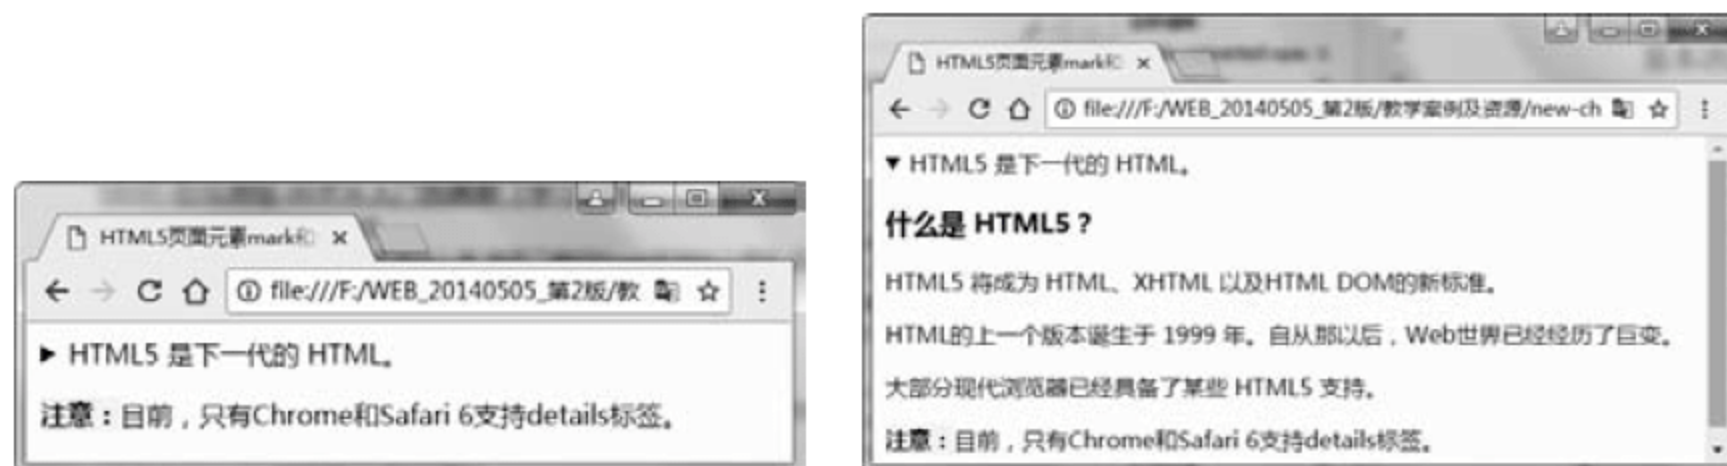 HTML5页面元素mark和
file:///F:/WEB_20140505_第2版/教
HTML5 是下一代的 HTML。
注意：目前，只有Chrome和Safari 6支持details标签。
HTML5页面元素mark和
file:///F:/WEB_20140505_第2版/教学案例及资源/new-ch
HTML5 是下一代的 HTML。
什么是 HTML5？
HTML5 将成为 HTML、XHTML 以及HTML DOM的新标准。
HTML的上一个版本诞生于 1999 年。自从那以后，Web世界已经经历了巨变。
大部分现代浏览器已经具备了某些 HTML5 支持。
注意：目前，只有Chrome和Safari 6支持details标签。